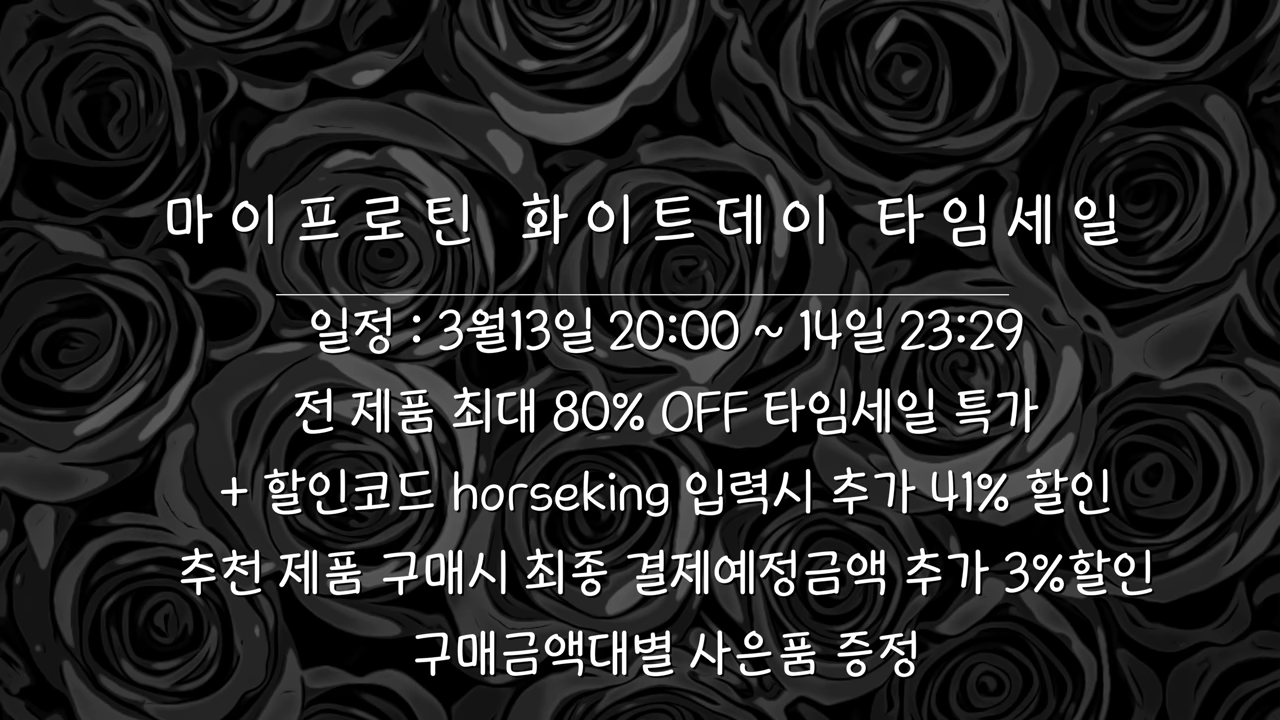 마이프로틴 화이트데이 타임세일
일정 : 3월13일 20:00 ~ 14일 23:29
전 제품 최대 80% OFF 타임세일 특가
+ 할인코드 horseking 입력시 추가 41% 할인
추천 제품 구매시 최종 결제예정금액 추가 3%할인
구매금액대별 사은품 증정